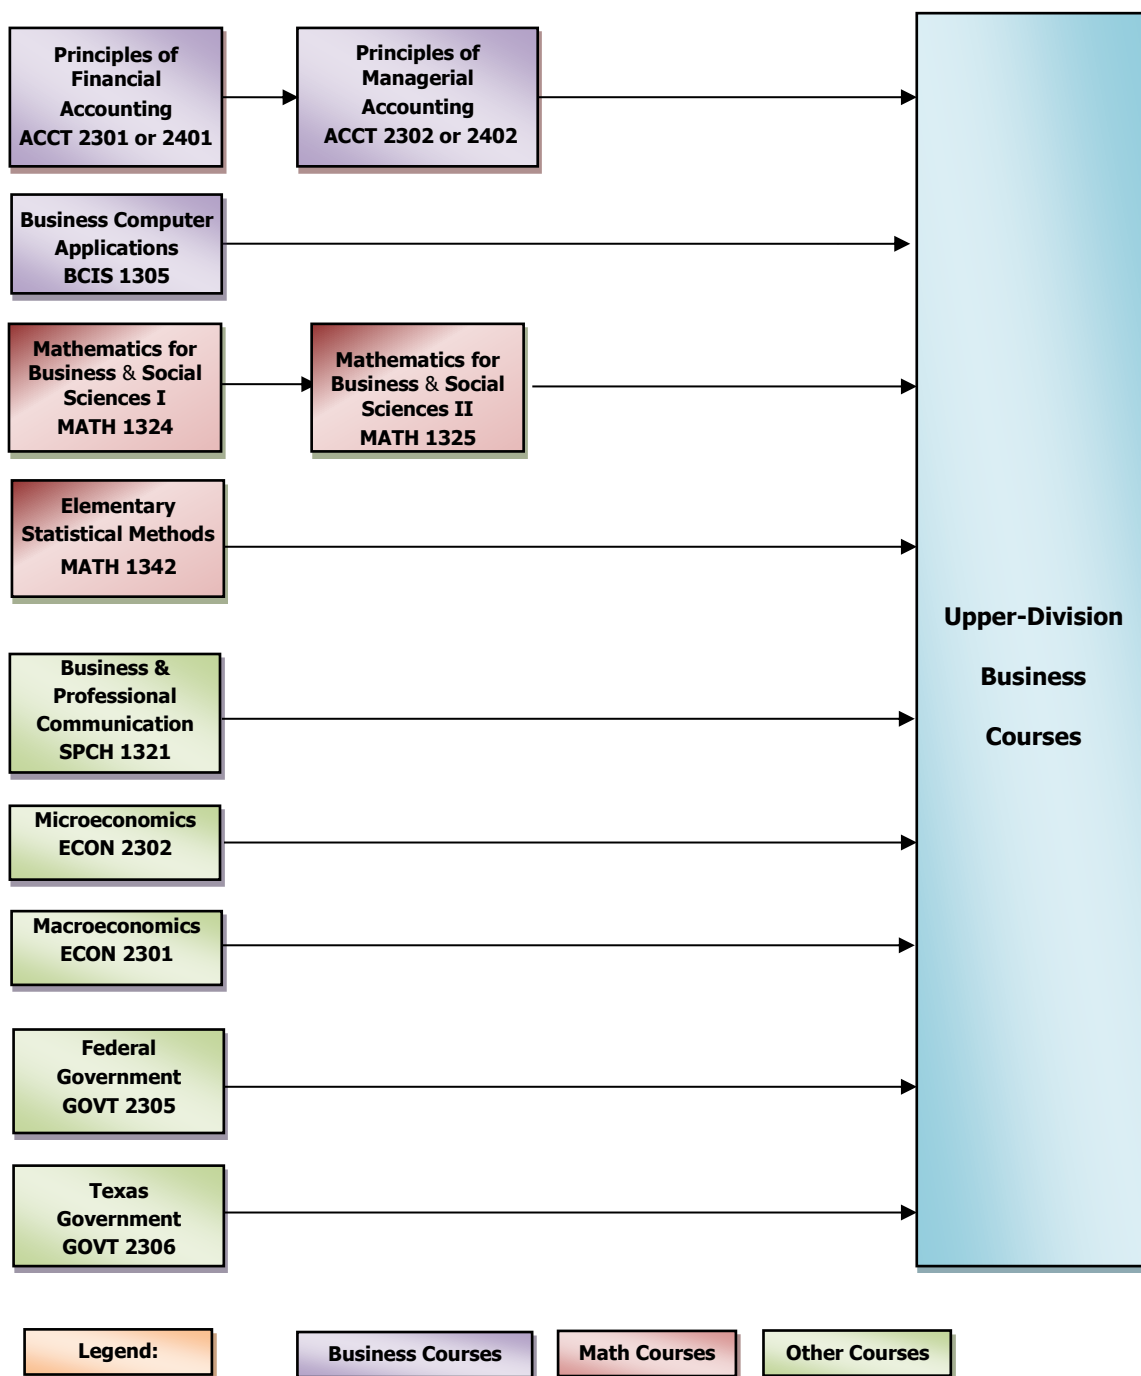 Principles of
Financial
Accounting
ACCT 2301 or 2401
Principles of
Managerial
Accounting
ACCT 2302 or 2402
Business Computer
Applications
BCIS 1305
Mathematics for
Business & Social
Sciences I
MATH 1324
Mathematics for
Business & Social
Sciences II
MATH 1325
Elementary
Statistical Methods
MATH 1342
Business &
Professional
Communication
SPCH 1321
Microeconomics
ECON 2302
Macroeconomics
ECON 2301
Federal
Government
GOVT 2305
Texas
Government
GOVT 2306
Upper-Division
Business
Courses
Legend:
Business Courses
Math Courses
Other Courses